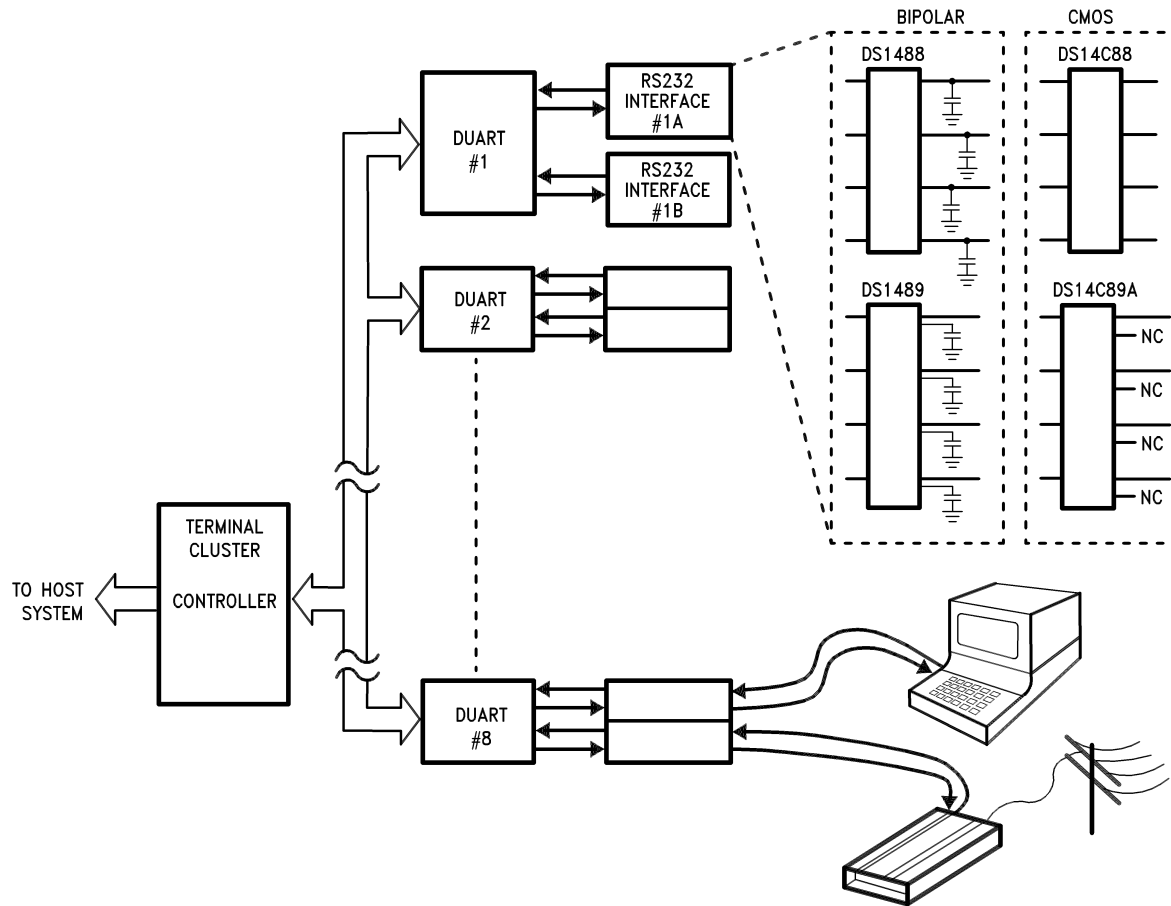 BIPOLAR
CMOS
DS1488
DS14C88
RS232
INTERFACE
#1A
DUART
#1
RS232
INTERFACE
#1B
DUART
#2
DS1489
DS14C89A
NC
NC
NC
NC
TERMINAL
CLUSTER
CONTROLLER
TO HOST
SYSTEM
DUART
#8